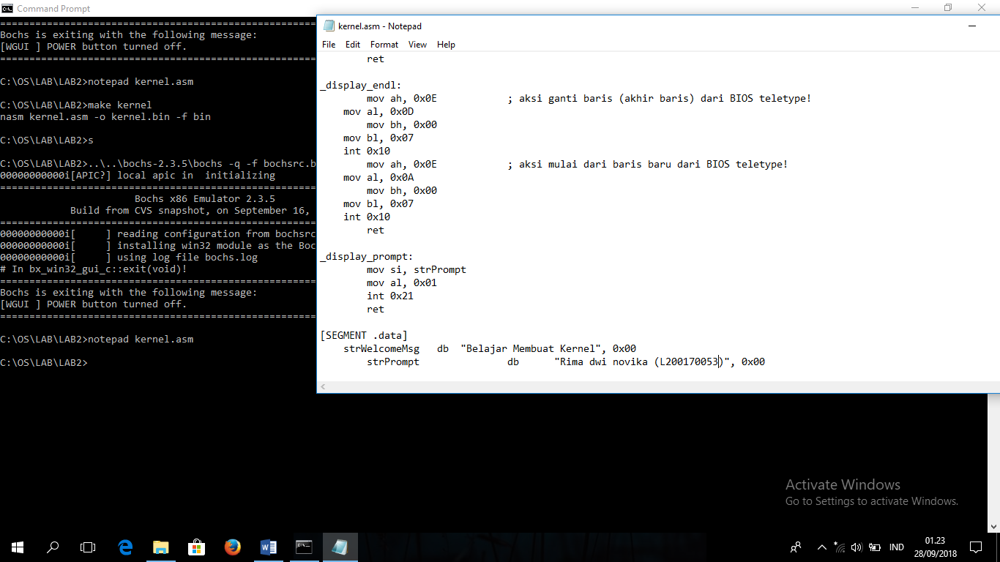 Command Prompt
================================================
Bochs is exiting with the following message:
[WGUI ] POWER button turned off.
================================================
C:\OS\LAB\LAB2>notepad kernel.asm
C:\OS\LAB\LAB2>make kernel
nasm kernel.asm -o kernel.bin -f bin
C:\OS\LAB\LAB2>s
C:\OS\LAB\LAB2>..\..\bochs-2.3.5\bochs -q -f bochsrc.b
00000000000i[APIC?] local apic in  initializing
================================================
Bochs x86 Emulator 2.3.5
Build from CVS snapshot, on September 16,
================================================
00000000000i[     ] reading configuration from bochsrc
00000000000i[     ] installing win32 module as the Boc
00000000000i[     ] using log file bochs.log
# In bx_win32_gui_c::exit(void)!
================================================
Bochs is exiting with the following message:
[WGUI ] POWER button turned off.
================================================
C:\OS\LAB\LAB2>notepad kernel.asm
C:\OS\LAB\LAB2>
kernel.asm - Notepad
File Edit Format View Help
ret
_display_endl:
mov ah, 0x0E            ; aksi ganti baris (akhir baris) dari BIOS teletype!
mov al, 0x0D
mov bh, 0x00
mov bl, 0x07
int 0x10
mov ah, 0x0E            ; aksi mulai dari baris baru dari BIOS teletype!
mov al, 0x0A
mov bh, 0x00
mov bl, 0x07
int 0x10
ret
_display_prompt:
mov si, strPrompt
mov al, 0x01
int 0x21
ret
[SEGMENT .data]
strWelcomeMsg   db  "Belajar Membuat Kernel", 0x00
strPrompt               db      "Rima dwi novika (L200170053)", 0x00
Activate Windows
Go to Settings to activate Windows.
IND
01.23
28/09/2018